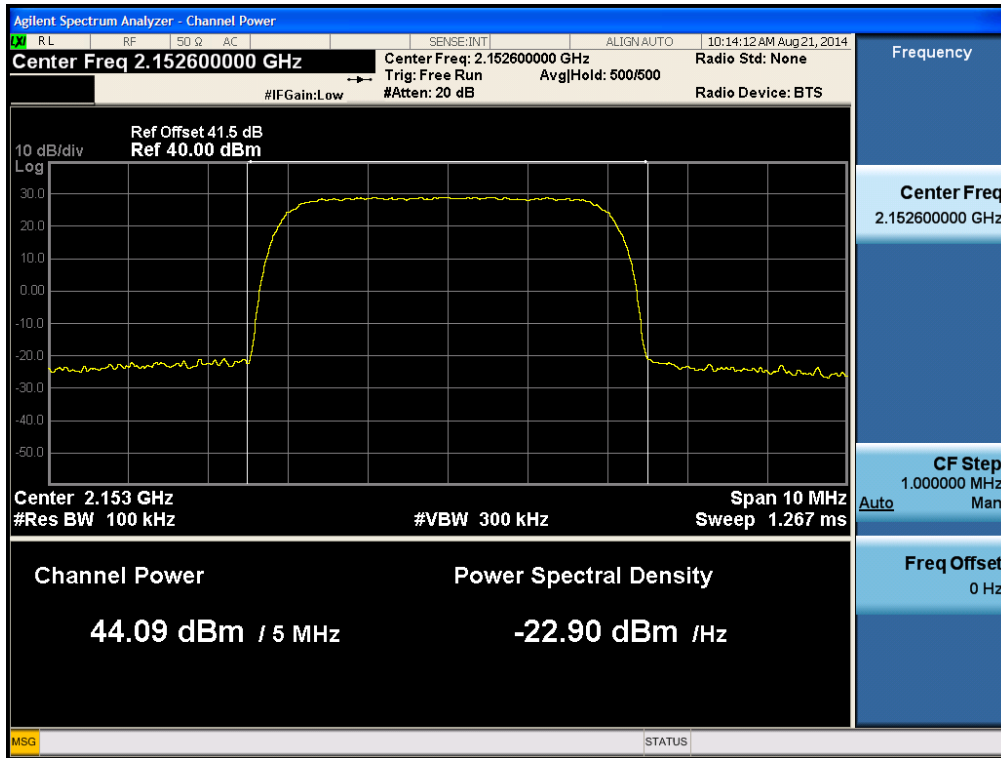 Agilent Spectrum Analyzer - Channel Power
LXI RL RF 50 Ω AC SENSE:INT ALIGN AUTO 10:14:12 AM Aug 21, 2014
Center Freq 2.152600000 GHz
Center Freq: 2.152600000 GHz
Radio Std: None
Trig: Free Run Avg|Hold: 500/500
#IFGain:Low
#Atten: 20 dB
Radio Device: BTS
Ref Offset 41.5 dB
10 dB/div Ref 40.00 dBm
Log
30.0
20.0
10.0
0.00
-10.0
-20.0
-30.0
-40.0
-50.0
Center 2.153 GHz
Span 10 MHz
#Res BW 100 kHz
#VBW 300 kHz
Sweep 1.267 ms
Channel Power
Power Spectral Density
44.09 dBm / 5 MHz
-22.90 dBm /Hz
MSG
STATUS
Frequency
Center Freq
2.152600000 GHz
CF Step
1.000000 MHz
Auto Man
Freq Offset
0 Hz